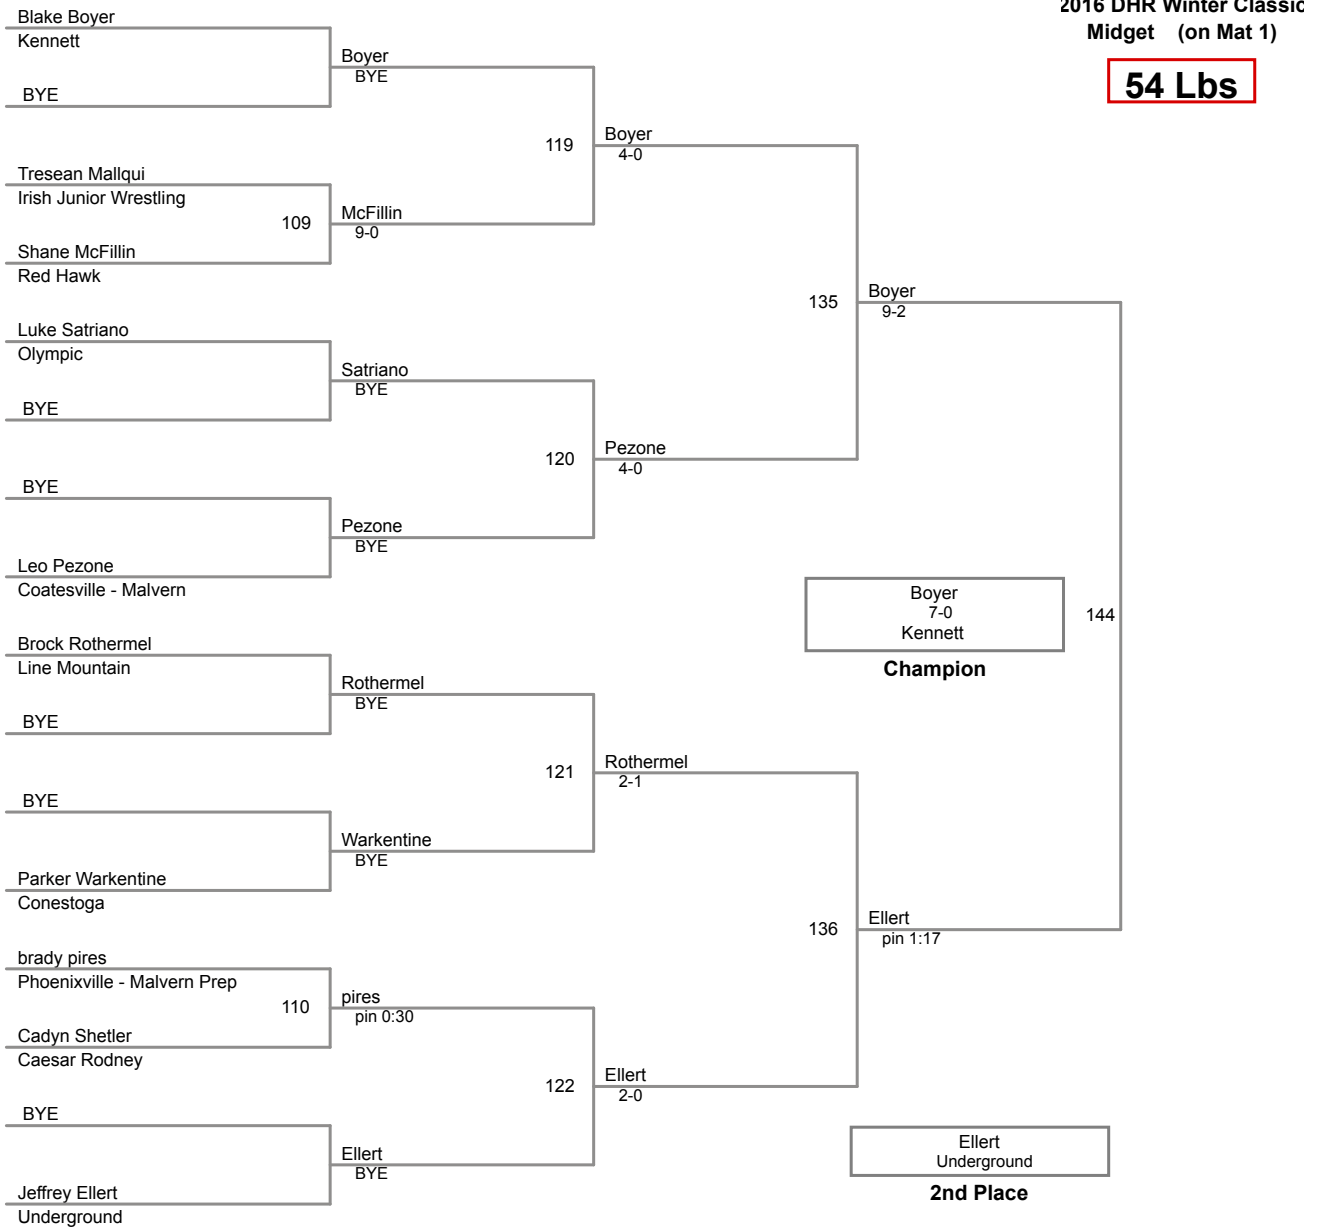 2016 DHR Winter Classic
Midget (on Mat 1)
54 Lbs
Blake Boyer
Kennett
BYE
Tresean Mallqui
Irish Junior Wrestling
109
Shane McFillin
Red Hawk
Luke Satriano
Olympic
BYE
BYE
Leo Pezone
Coatesville - Malvern
Brock Rothermel
Line Mountain
BYE
BYE
Parker Warkentine
Conestoga
brady pires
Phoenixville - Malvern Prep
110
Cadyn Shetler
Caesar Rodney
BYE
Jeffrey Ellert
Underground
Boyer
BYE
119
McFillin
9-0
Satriano
BYE
120
Pezone
BYE
Rothermel
BYE
121
Warkentine
BYE
pires
pin 0:30
122
Ellert
BYE
Boyer
4-0
135
Pezone
4-0
Rothermel
2-1
136
Ellert
2-0
Boyer
9-2
144
Ellert
pin 1:17
Boyer
7-0
Kennett
Champion
Ellert
Underground
2nd Place